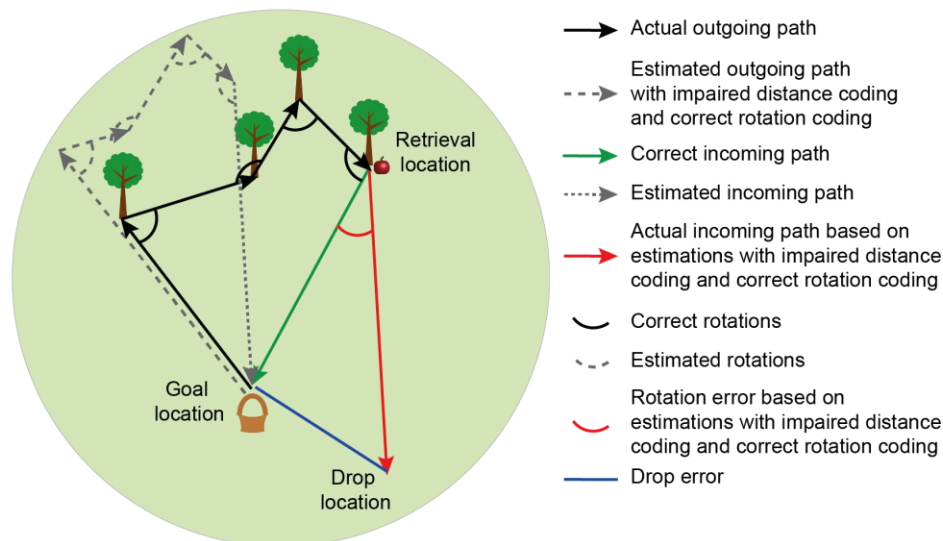 Retrieval
location
Goal
location
Drop
location
Actual outgoing path
Estimated outgoing path
with impaired distance coding
and correct rotation coding
Correct incoming path
Estimated incoming path
Actual incoming path based on
estimations with impaired distance
coding and correct rotation coding
Correct rotations
Estimated rotations
Rotation error based on
estimations with impaired distance
coding and correct rotation coding
Drop error